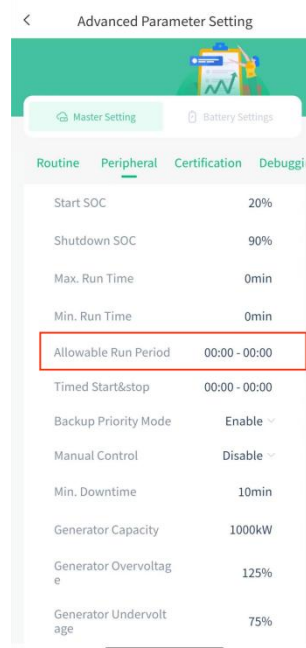 Advanced Parameter Setting
Master Setting Battery Settings
Routine Peripheral Certification Debuggi
Start SOC 20%
Shutdown SOC 90%
Max. Run Time 0min
Min. Run Time 0min
Allowable Run Period 00:00 - 00:00
Timed Start&stop 00:00 - 00:00
Backup Priority Mode Enable
Manual Control Disable
Min. Downtime 10min
Generator Capacity 1000kW
Generator Overvoltag
e 125%
Generator Undervolt
age 75%